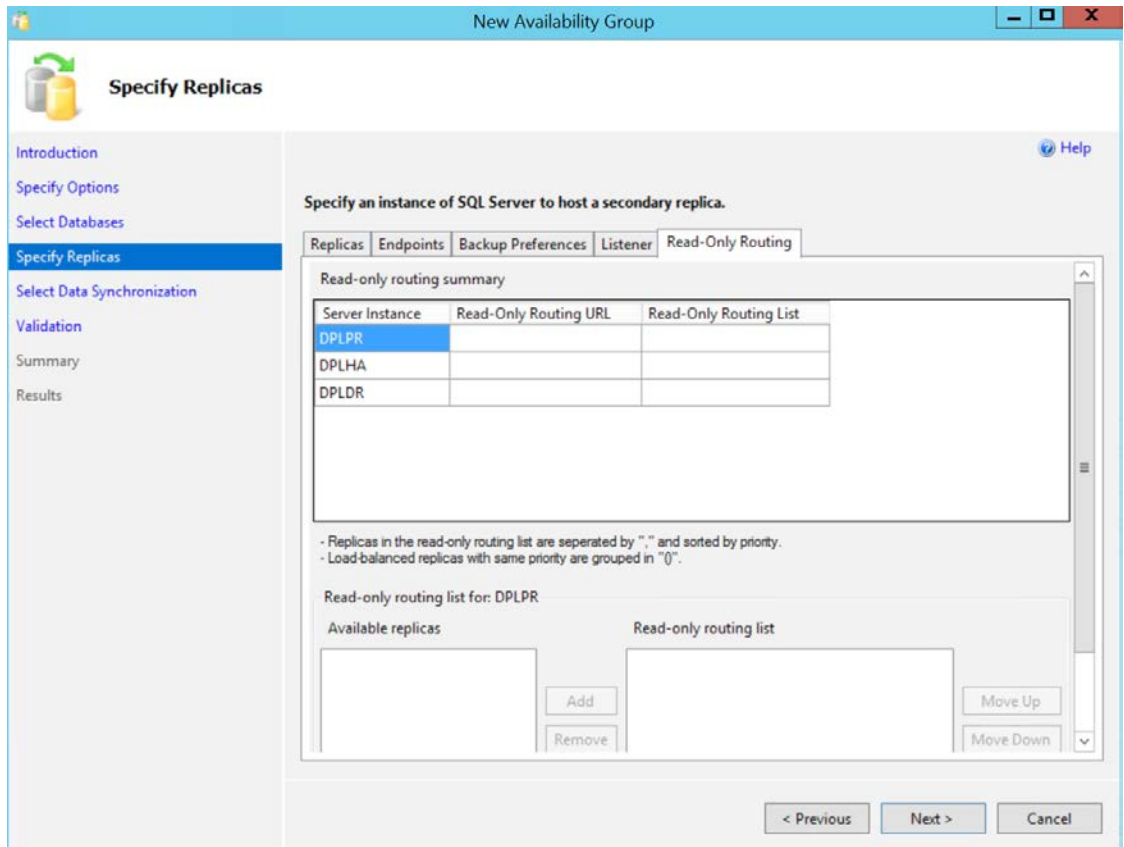 New Availability Group
Specify Replicas
Introduction
Specify Options
Select Databases
Specify Replicas
Select Data Synchronization
Validation
Summary
Results
Help
Specify an instance of SQL Server to host a secondary replica.
Replicas Endpoints Backup Preferences Listener Read-Only Routing
Read-only routing summary
Server Instance Read-Only Routing URL Read-Only Routing List
DPLPR
DPLHA
DPLDR
- Replicas in the read-only routing list are seperated by "," and sorted by priority.
- Load-balanced replicas with same priority are grouped in "()".
Read-only routing list for: DPLPR
Available replicas Read-only routing list
Add Move Up
Remove Move Down
< Previous Next > Cancel